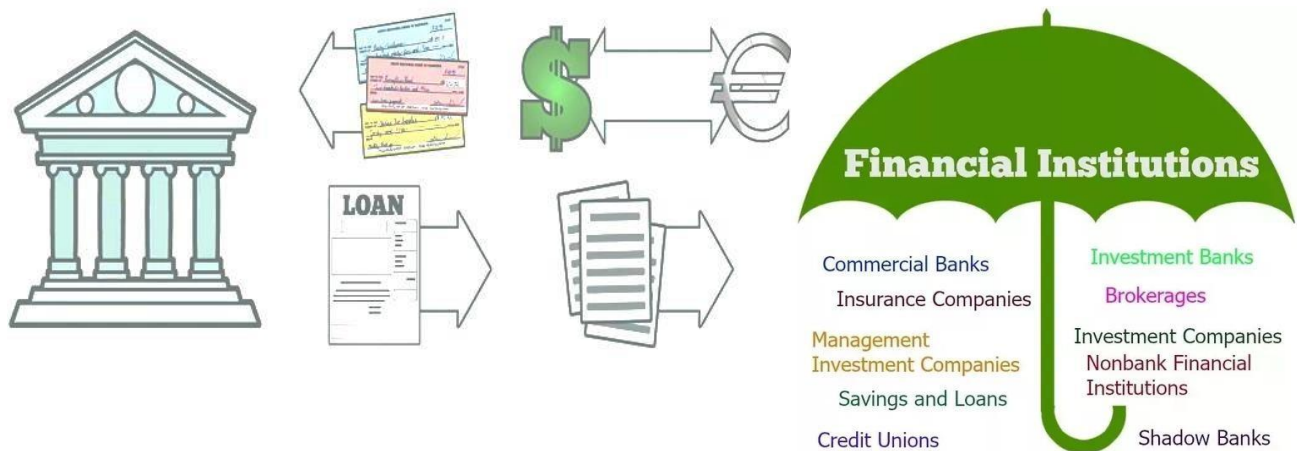 LOAN
Financial Institutions
Commercial Banks
Insurance Companies
Management
Investment Companies
Savings and Loans
Credit Unions
Investment Banks
Brokerages
Investment Companies
Nonbank Financial
Institutions
Shadow Banks